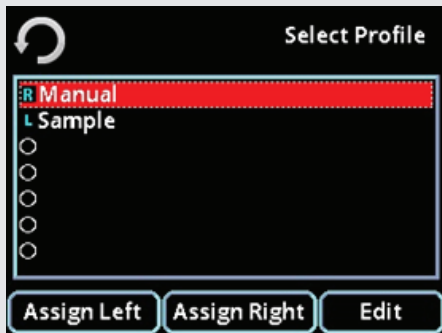 Select Profile
R Manual
L Sample
Assign Left Assign Right Edit